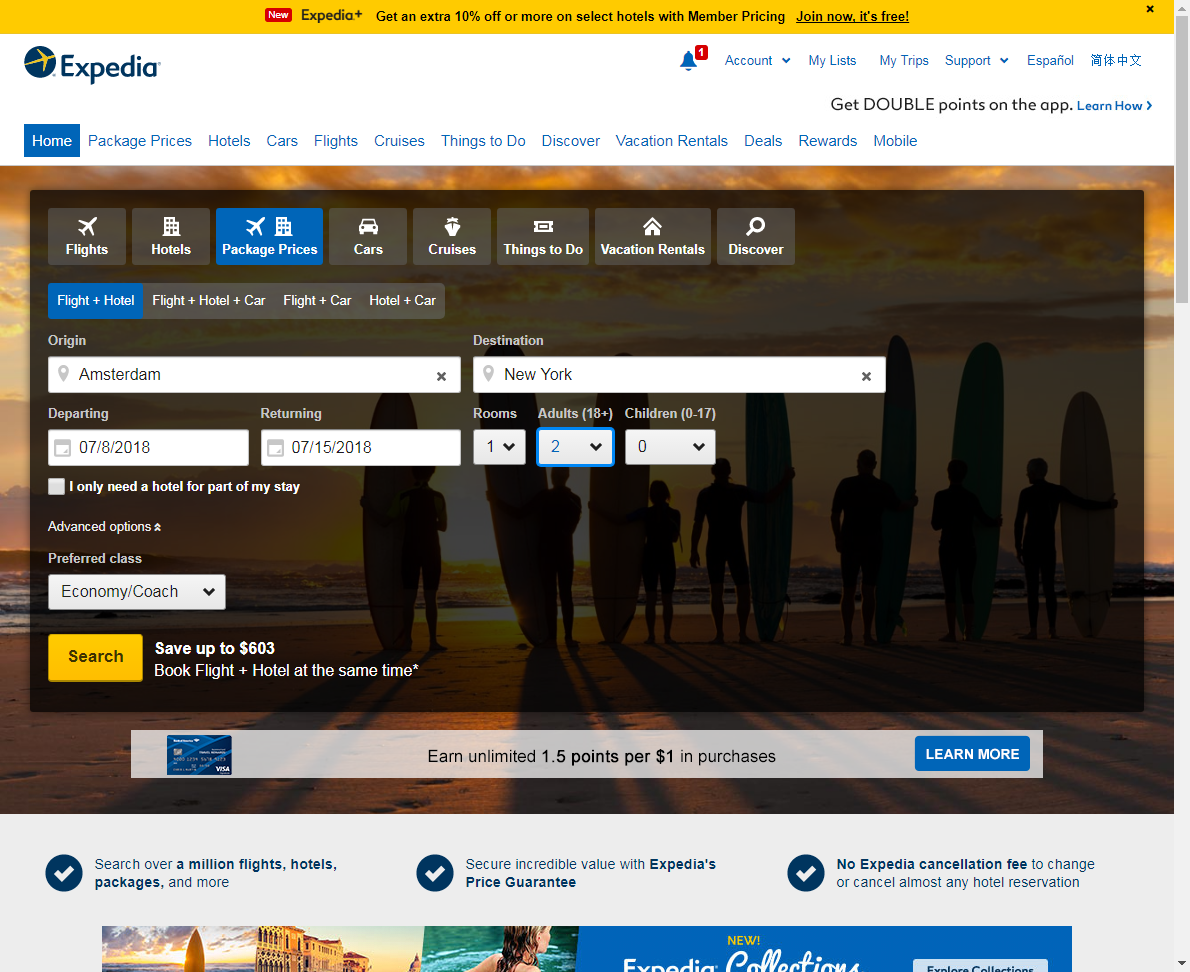 New Expedia+ Get an extra 10% off or more on select hotels with Member Pricing Join now, it's free!
Expedia
1
Account My Lists My Trips Support Español 简体中文
Get DOUBLE points on the app. Learn How
Home Package Prices Hotels Cars Flights Cruises Things to Do Discover Vacation Rentals Deals Rewards Mobile
Flights Hotels Package Prices Cars Cruises Things to Do Vacation Rentals Discover
Flight + Hotel Flight + Hotel + Car Flight + Car Hotel + Car
Origin Destination
Amsterdam New York
Departing Returning Rooms Adults (18+) Children (0-17)
07/8/2018 07/15/2018 1 2 0
I only need a hotel for part of my stay
Advanced options
Preferred class
Economy/Coach
Search
Save up to $603
Book Flight + Hotel at the same time*
VISA
Earn unlimited 1.5 points per $1 in purchases
LEARN MORE
Search over a million flights, hotels,
packages, and more
Secure incredible value with Expedia's
Price Guarantee
No Expedia cancellation fee to change
or cancel almost any hotel reservation
NEW!
Expedia Collections
Explore Collections